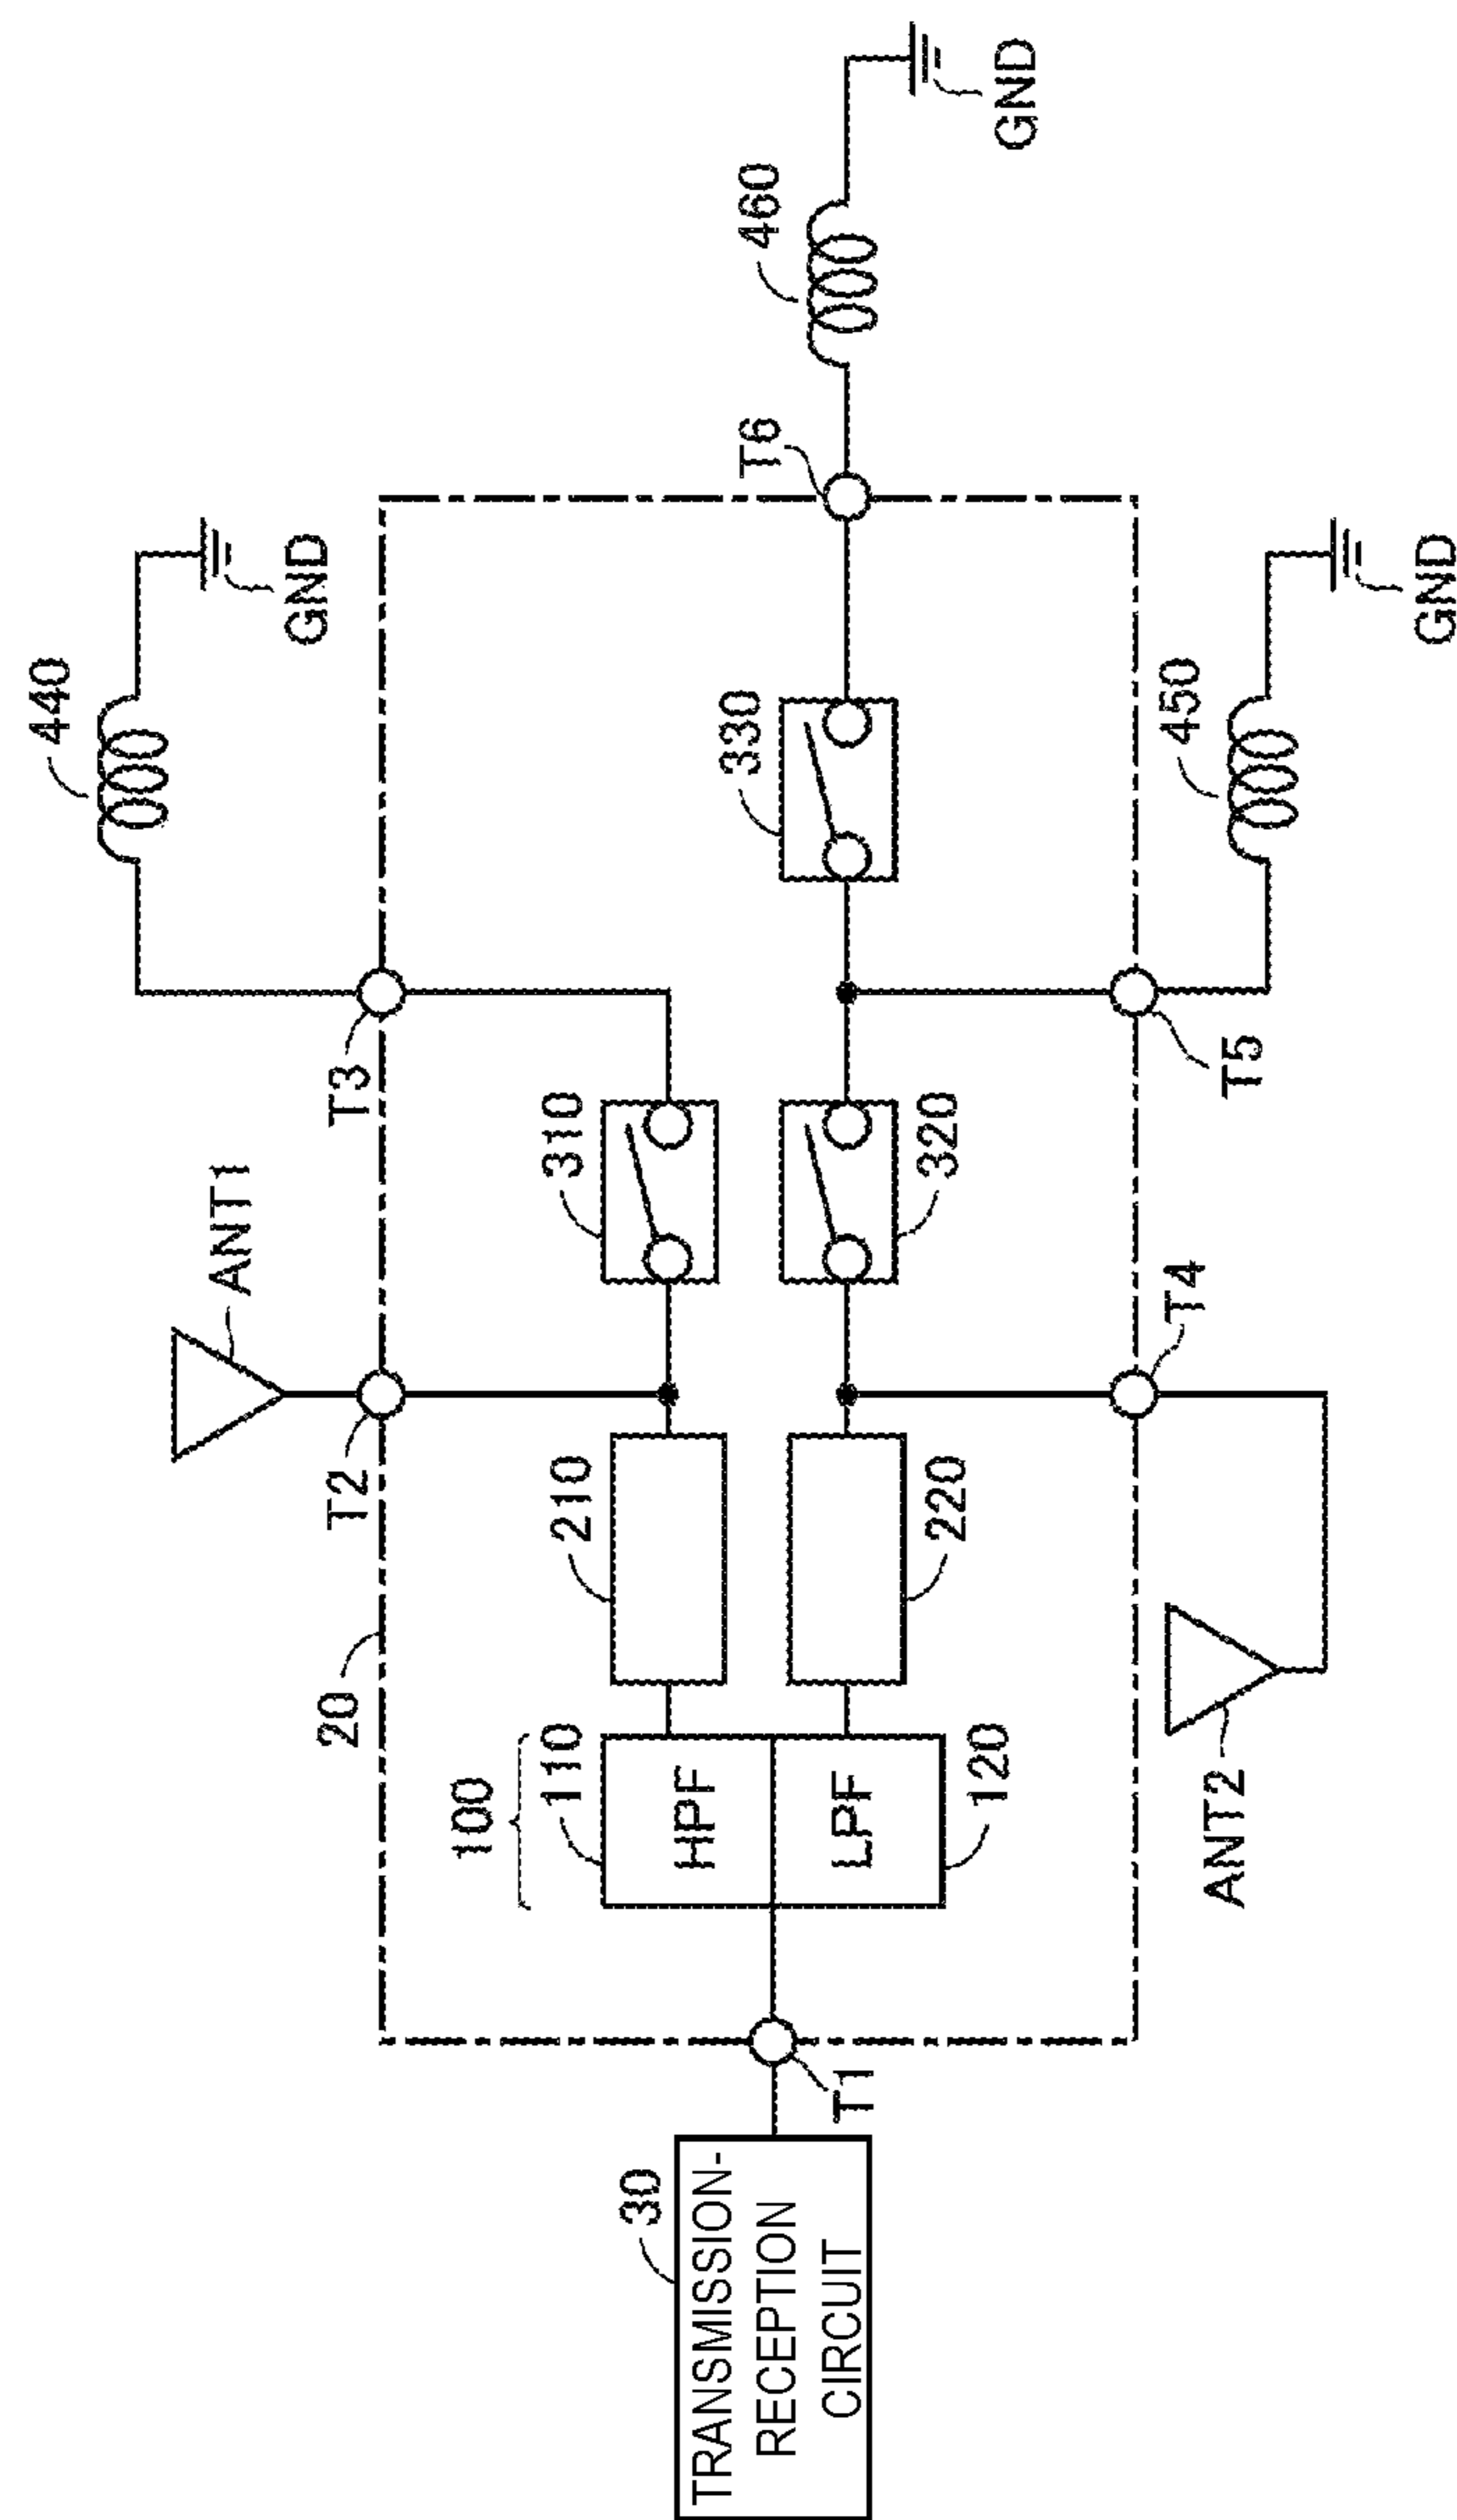 30
TRANSMISSION-
RECEPTION
CIRCUIT
T1
20
100
110
HPF
LPF
120
210
220
T2
ANT1
T4
ANT2
310
320
T3
T5
330
440
GND
450
GND
T6
460
GND